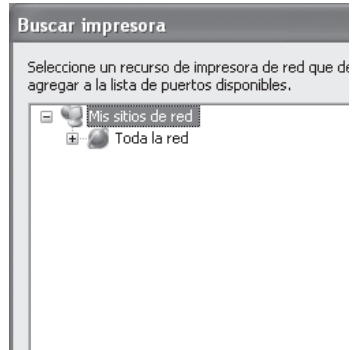 Buscar impresora
Seleccione un recurso de impresora de red que
agregar a la lista de puertos disponibles.
Mis sitios de red
Toda la red